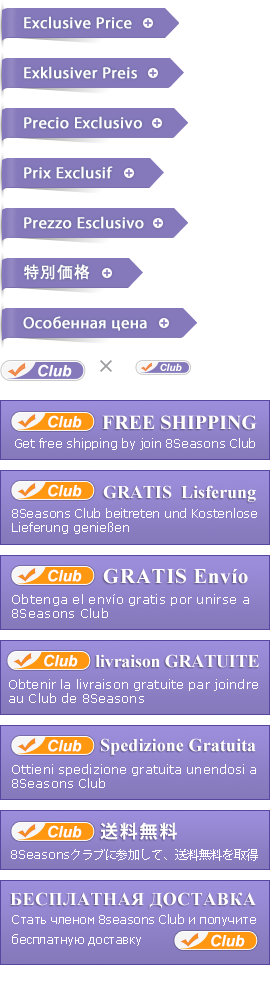 Exclusive Price
Exklusiver Preis
Precio Exclusivo
Prix Exclusif
Prezzo Esclusivo
特別価格
Особенная цена
Club × Club
Club FREE SHIPPING
Get free shipping by join 8Seasons Club
Club GRATIS Lisferung
8Seasons Club beitreten und Kostenlose
Lieferung genießen
Club GRATIS Envío
Obtenga el envío gratis por unirse a
8Seasons Club
Club livraison GRATUITE
Obtenir la livraison gratuite par joindre
au Club de 8Seasons
Club Spedizione Gratuita
Ottieni spedizione gratuita unendosi a
8Seasons Club
Club 送料無料
8Seasonsクラブに参加して、送料無料を取得
БЕСПЛАТНАЯ ДОСТАВКА
Стать членом 8seasons Club и получите
бесплатную доставку Club